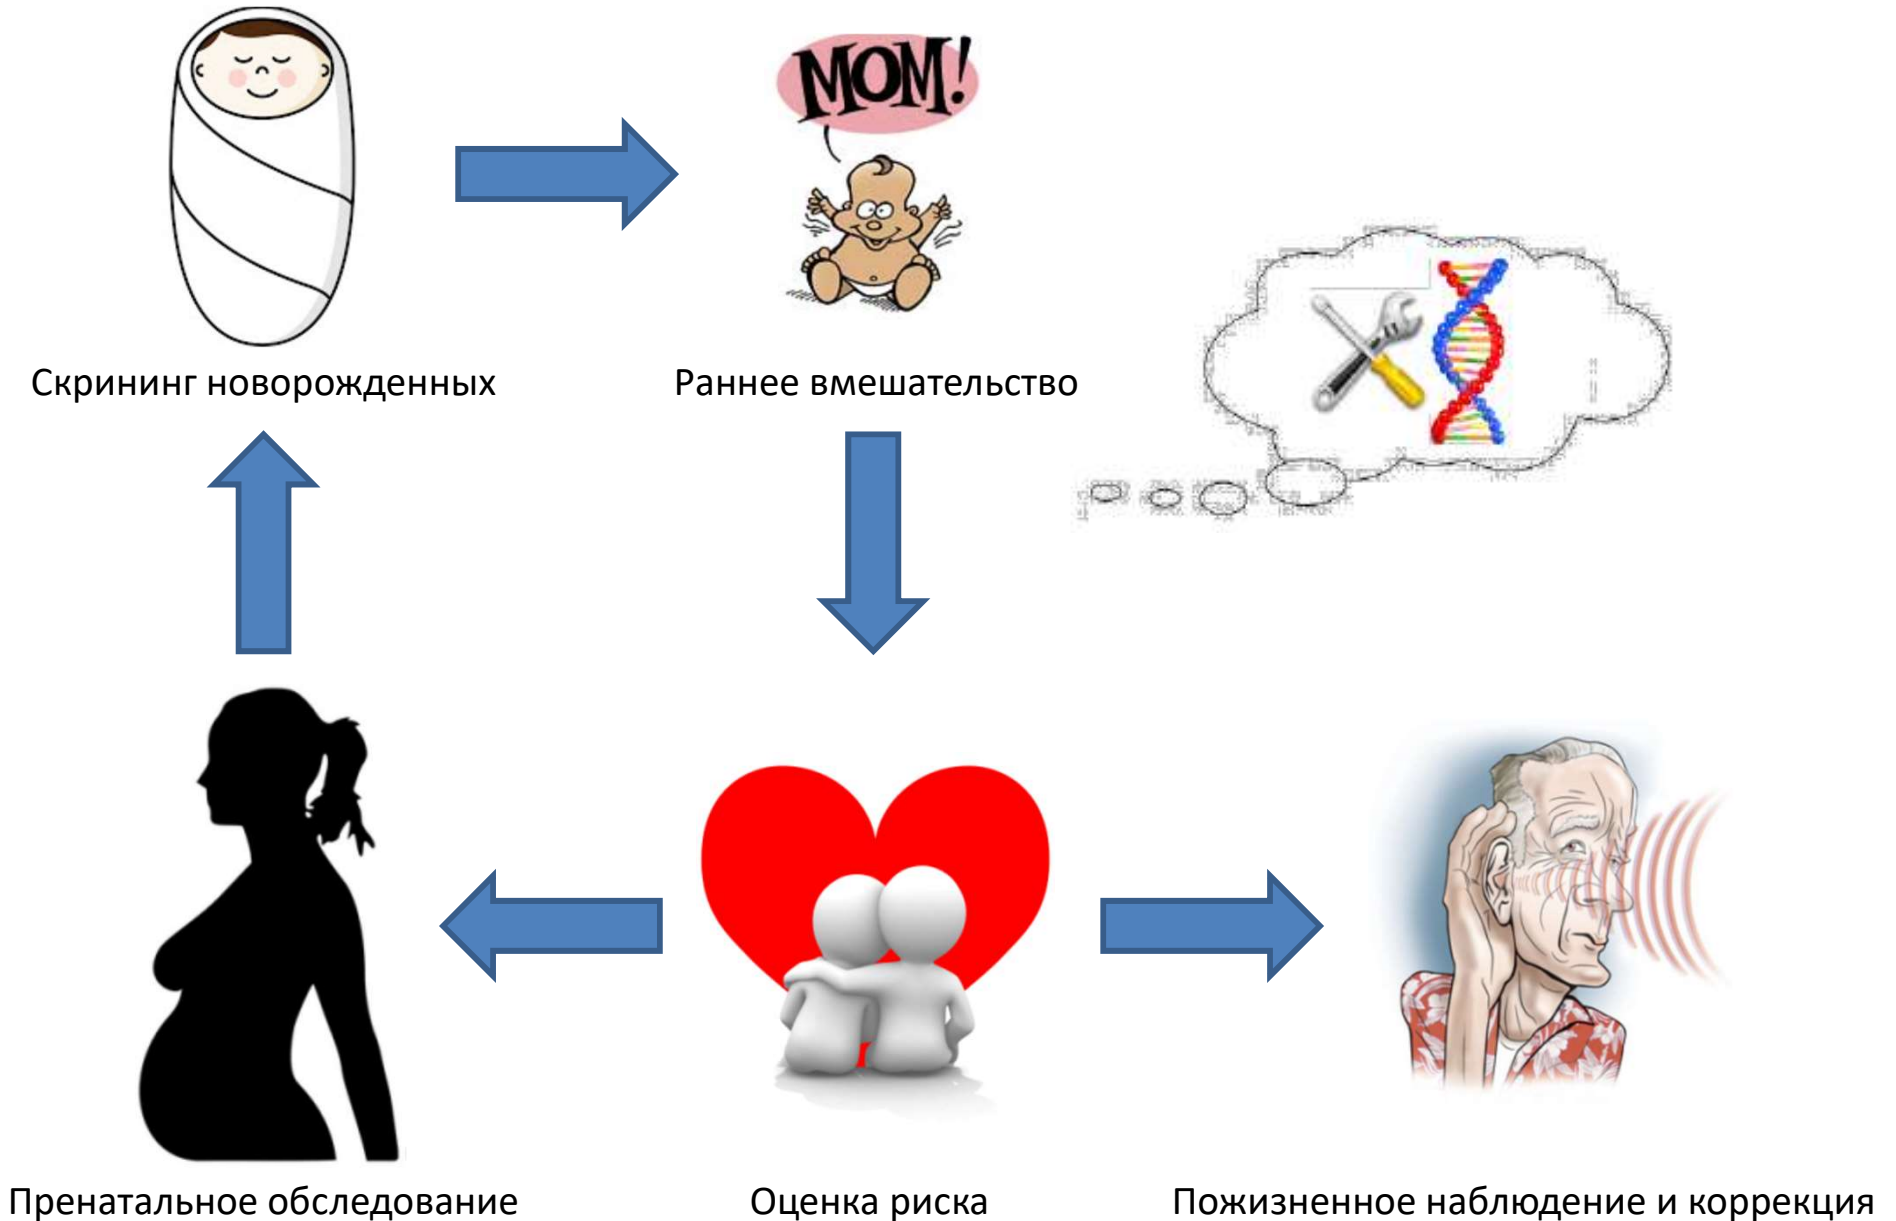 MOM!
Скрининг новорожденных
Раннее вмешательство
Пренатальное обследование
Оценка риска
Пожизненное наблюдение и коррекция